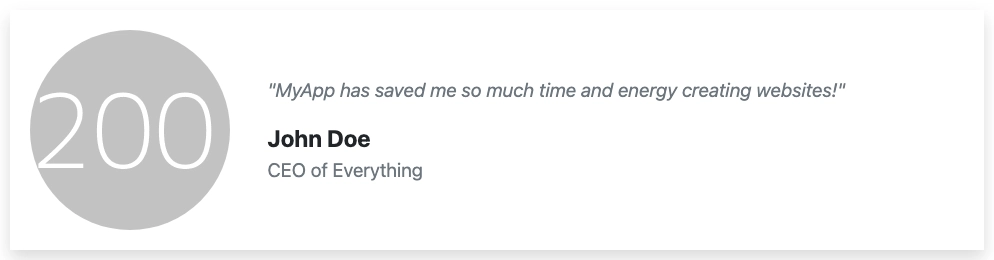 200
"MyApp has saved me so much time and energy creating websites!"
John Doe
CEO of Everything